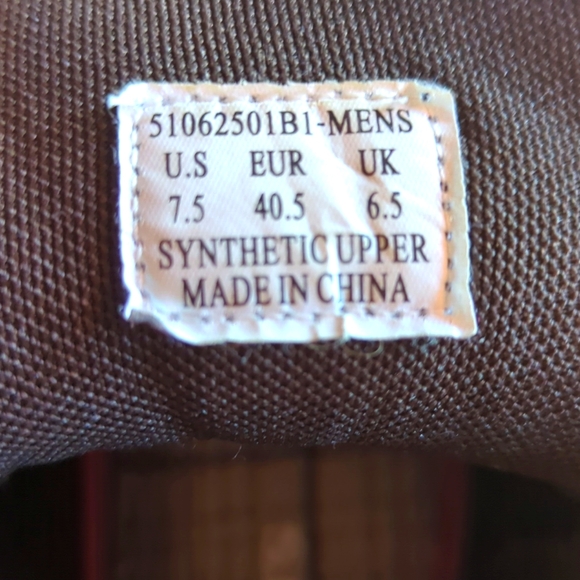 51062501B1-MENS
U.S EUR UK
7.5 40.5 6.5
SYNTHETIC UPPER
MADE IN CHINA